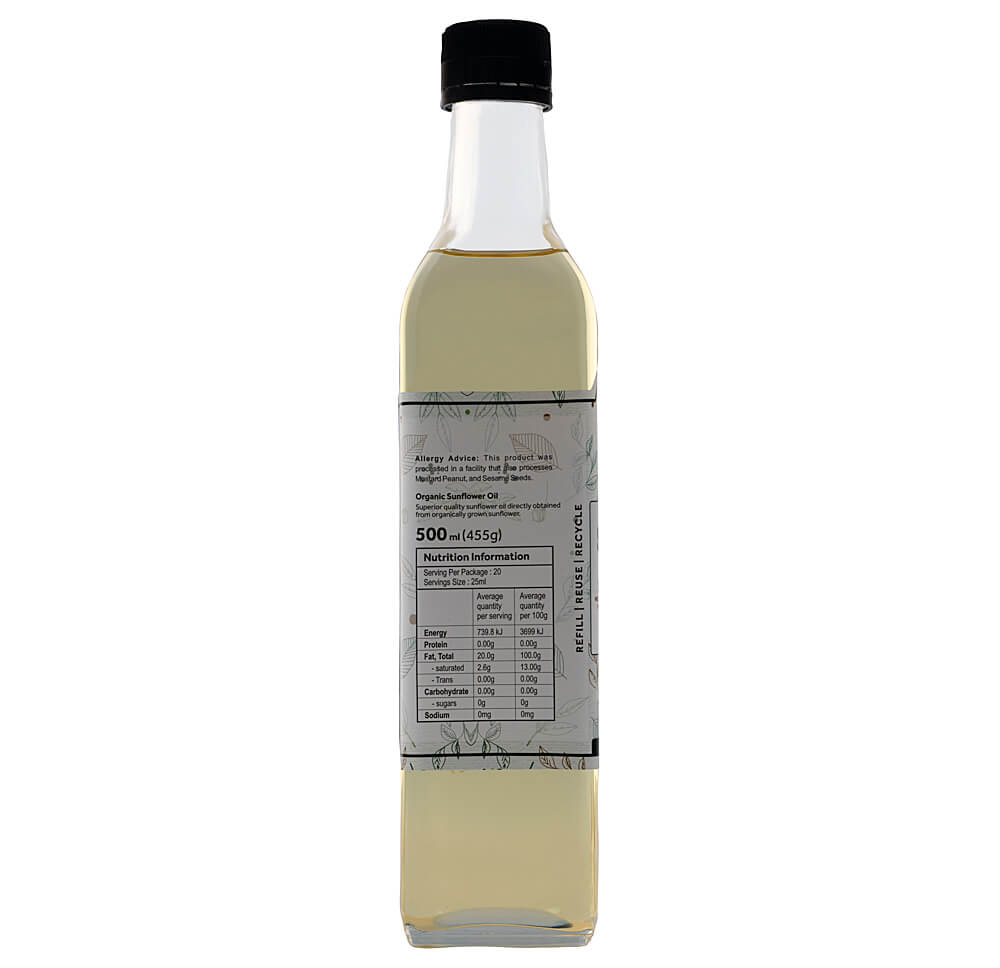 Allergy Advice: This product was
processed in a facility that processes
Mustard Peanut, and Sesame Seeds.
Organic Sunflower Oil
Superior quality sunflower oil directly obtained
from organically grown sunflower.
500 ml (455g)
Nutrition Information
Serving Per Package : 20
Servings Size : 25ml
Average quantity per serving
Average quantity per 100g
Energy 739.8 kJ 3699 kJ
Protein 0.00g 0.00g
Fat, Total 20.0g 100.0g
- saturated 2.6g 13.00g
- Trans 0.00g 0.00g
Carbohydrate 0.00g 0.00g
- sugars 0g 0g
Sodium 0mg 0mg
REFILL | REUSE | RECYCLE